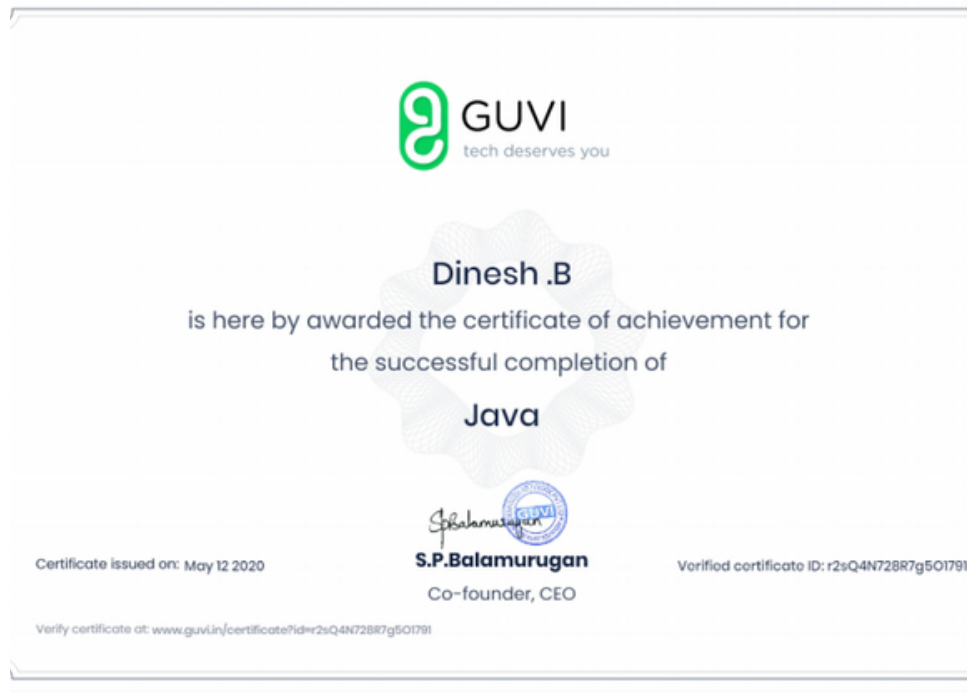 GUVI
tech deserves you
Dinesh .B
is here by awarded the certificate of achievement for
the successful completion of
Java
SpBalamurugan
GUVI
S.P.Balamurugan
Co-founder, CEO
Certificate issued on: May 12 2020
Verified certificate ID: r2sQ4N728R7g5O1791
Verify certificate at: www.guvi.in/certificate?id=r2sQ4N728R7g5O1791